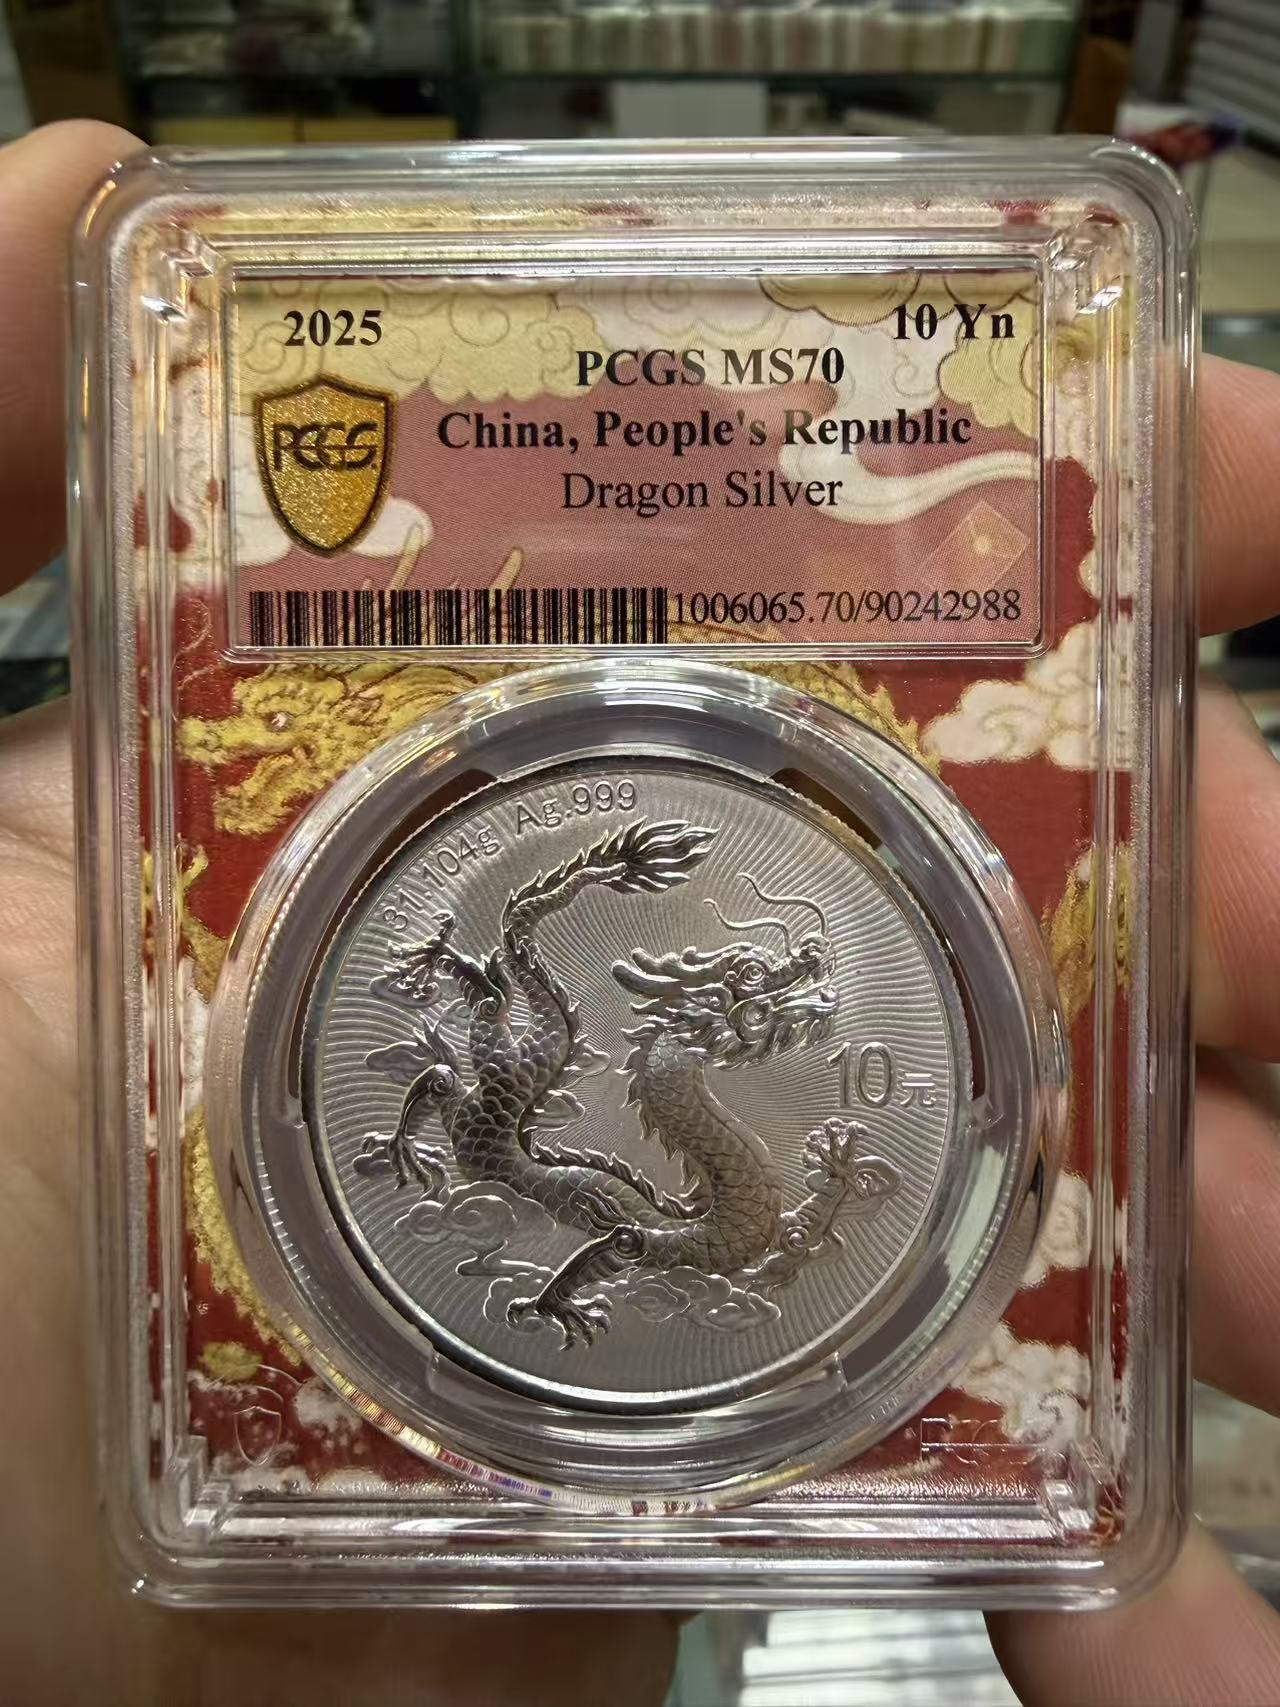 2025
10 Yn
PCGS MS70
China, People's Republic
Dragon Silver
PCGS
1006065.70/90242988
31.104g Ag.999
10元